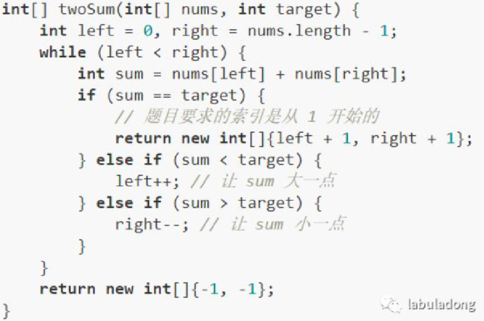 int[] twoSum(int[] nums, int target) {
    int left = 0, right = nums.length - 1;
    while (left < right) {
        int sum = nums[left] + nums[right];
        if (sum == target) {
            // 题目要求的索引是从 1 开始的
            return new int[]{left + 1, right + 1};
        } else if (sum < target) {
            left++; // 让 sum 大一点
        } else if (sum > target) {
            right--; // 让 sum 小一点
        }
    }
    return new int[]{-1, -1};
}
labuladong